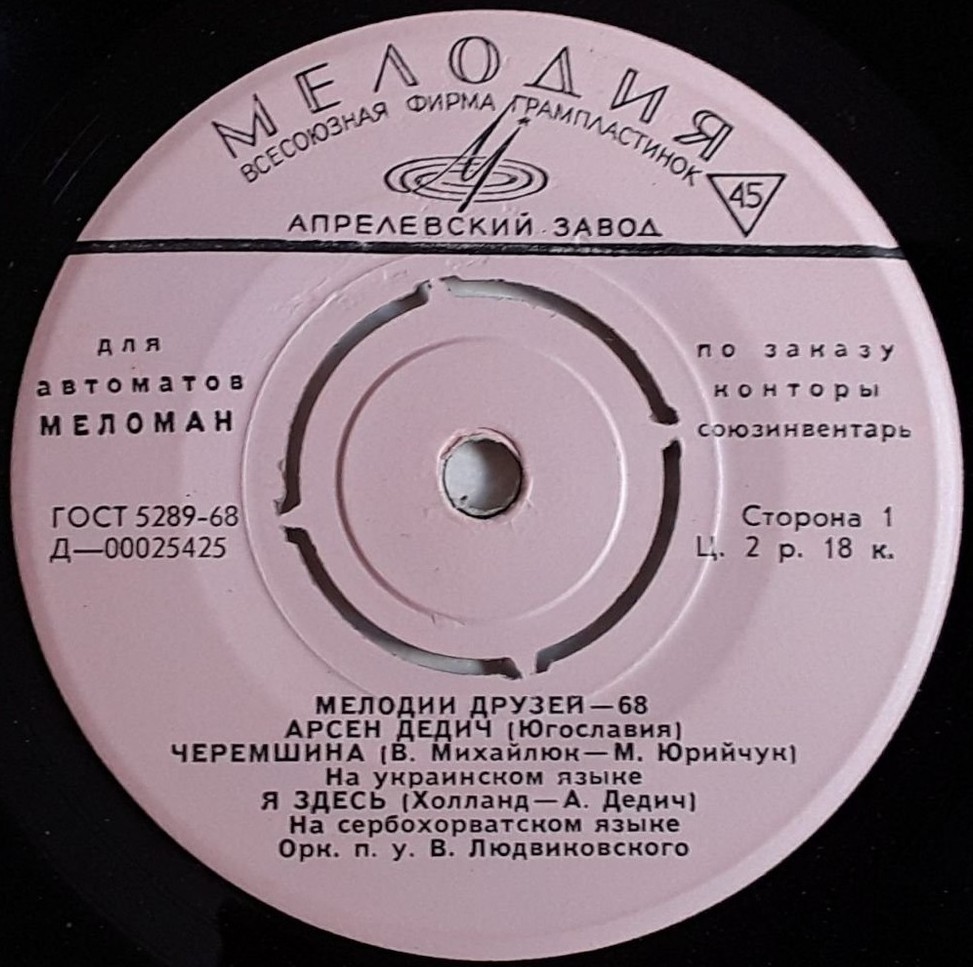 МЕЛОДИЯ
ВСЕСОЮЗНАЯ ФИРМА ГРАМПЛАСТИНОК
45
АПРЕЛЕВСКИЙ ЗАВОД
для
автоматов
МЕЛОМАН
по заказу
конторы
союзинвентарь
ГОСТ 5289-68
Д—00025425
Сторона 1
Ц. 2 р. 18 к.
МЕЛОДИИ ДРУЗЕЙ—68
АРСЕН ДЕДИЧ (Югославия)
ЧЕРЕМШИНА (В. Михайлюк—М. Юрийчук)
На украинском языке
Я ЗДЕСЬ (Холланд—А. Дедич)
На сербохорватском языке
Орк. п. у. В. Людвиковского